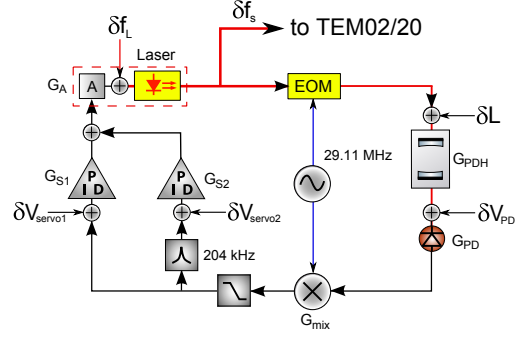 δf_s
to TEM02/20
δf_L
Laser
G_A
A
EOM
δL
29.11 MHz
G_PDH
P
I D
G_S1
P
I D
G_S2
δV_servo1
δV_servo2
δV_PD
G_PD
204 kHz
G_mix